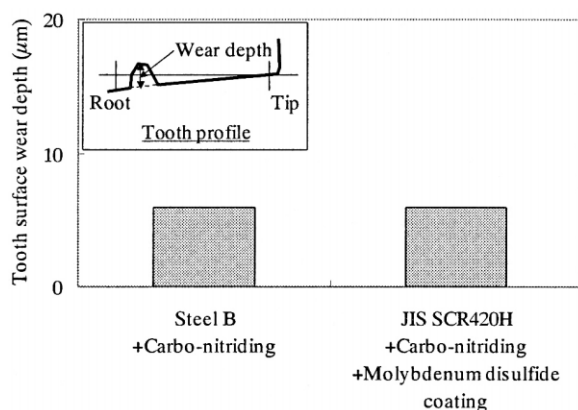 Tooth surface wear depth (μm)
20
10
0
Wear depth
Root
Tip
Tooth profile
Steel B
+Carbo-nitriding
JIS SCR420H
+Carbo-nitriding
+Molybdenum disulfide
coating